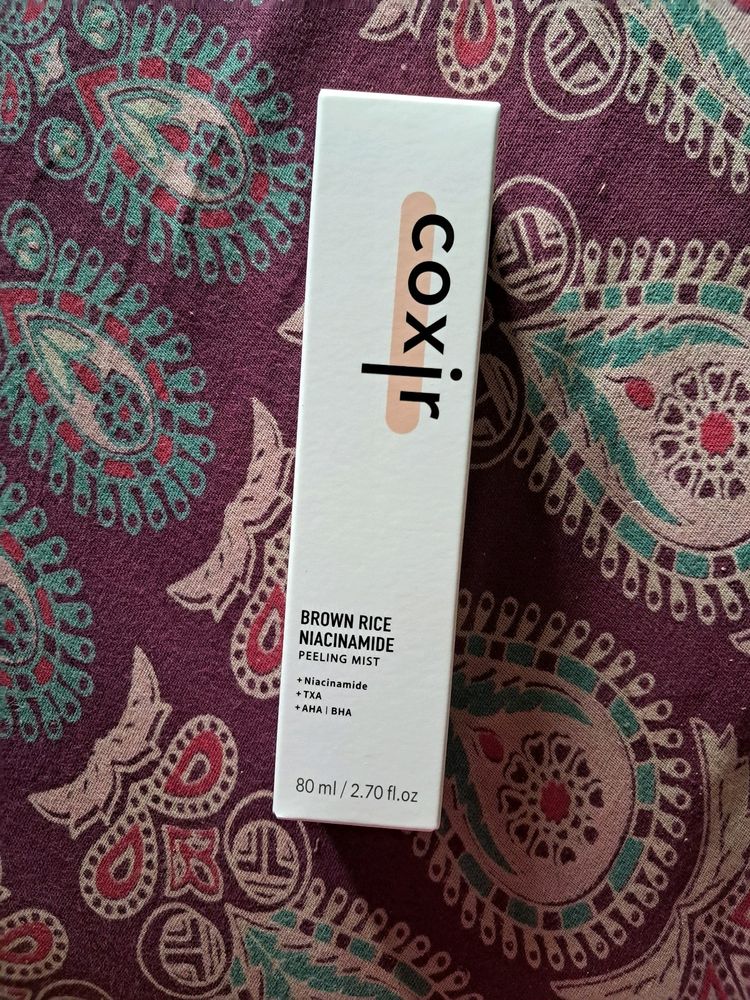 coxir
BROWN RICE
NIACINAMIDE
PEELING MIST
+ Niacinamide
+ TXA
+ AHA | BHA
80 ml / 2.70 fl.oz